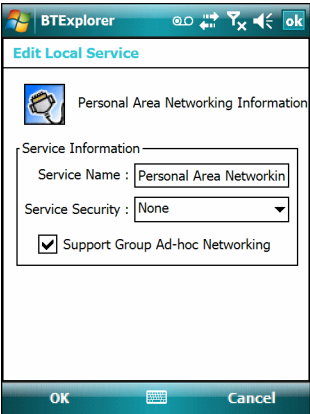 BTExplorer ok
Edit Local Service
Personal Area Networking Information
Service Information
Service Name : Personal Area Networkin
Service Security : None
Support Group Ad-hoc Networking
OK Cancel